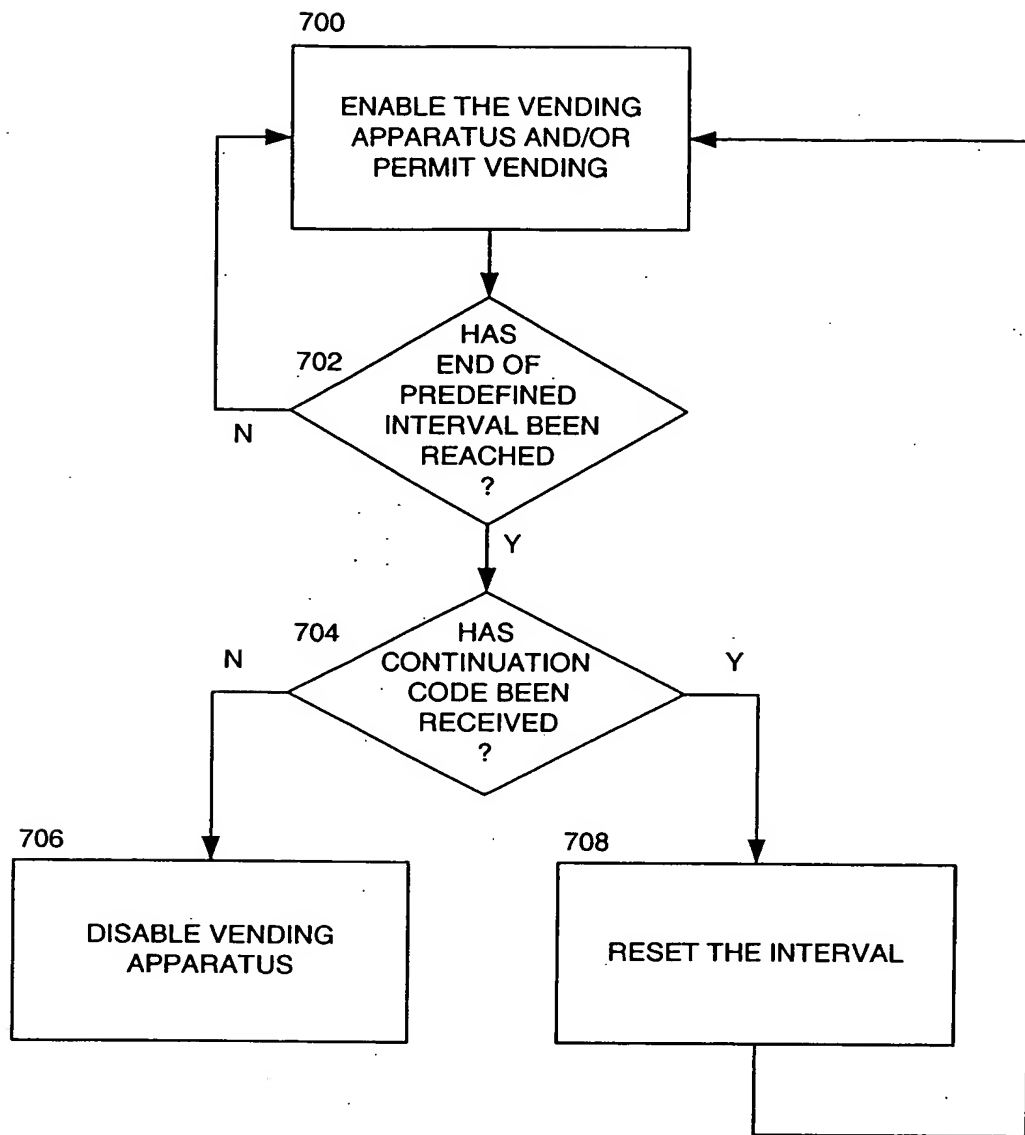 700
ENABLE THE VENDING
APPARATUS AND/OR
PERMIT VENDING
702
HAS
END OF
PREDEFINED
INTERVAL BEEN
REACHED
?
N
Y
704
HAS
CONTINUATION
CODE BEEN
RECEIVED
?
N
Y
706
DISABLE VENDING
APPARATUS
708
RESET THE INTERVAL